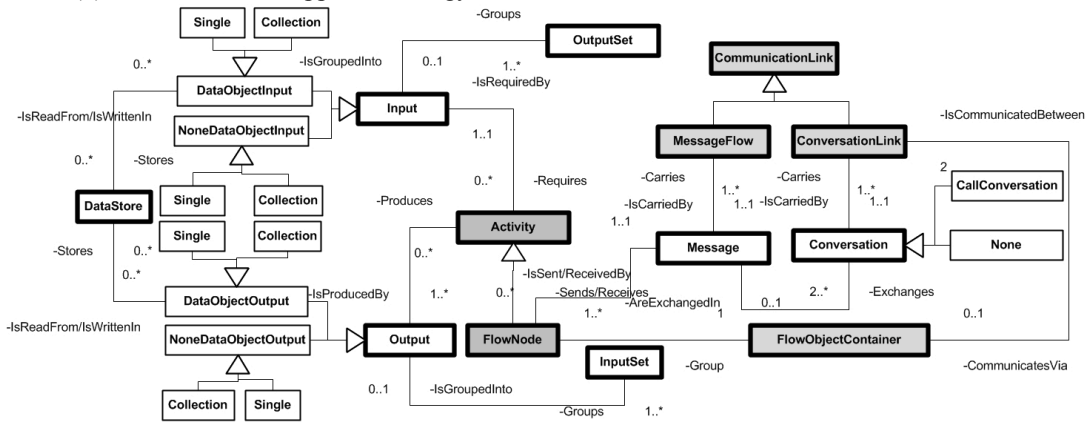 -Groups
Single
Collection
OutputSet
CommunicationLink
0..*
-IsGroupedInto
0..1
1..*
-IsRequiredBy
DataObjectInput
Input
-IsReadFrom/IsWrittenIn
NoneDataObjectInput
1..1
MessageFlow
ConversationLink
-IsCommunicatedBetween
0..*
-Stores
-Carries
-Carries
2
0..*
-Requires
1..*
1..*
CallConversation
DataStore
Single
Collection
-Produces
-IsCarriedBy
1..1
-IsCarriedBy
1..1
1..1
Single
Collection
Activity
Message
Conversation
None
-Stores
0..*
0..*
0..*
-IsSent/ReceivedBy
DataObjectOutput
-IsProducedBy
1..*
0..*
-Sends/Receives
2..*
-Exchanges
-AreExchangedIn
0..1
1..*
1
0..1
-IsReadFrom/IsWrittenIn
NoneDataObjectOutput
Output
FlowNode
FlowObjectContainer
InputSet
-Group
-CommunicatesVia
0..1
-IsGroupedInto
Collection
Single
-Groups
1..*